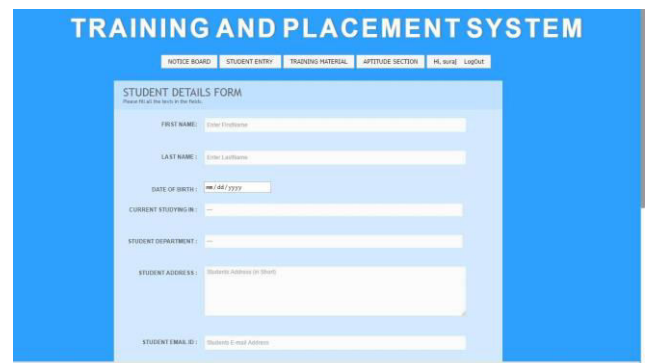 TRAINING AND PLACEMENT SYSTEM
NOTICE BOARD STUDENT ENTRY TRAINING MATERIAL APTITUDE SECTION Hi, suraj LogOut
STUDENT DETAILS FORM
Please fill all the texts in the fields.
FIRST NAME: Enter Firstname
LAST NAME : Enter Lastname
DATE OF BIRTH : mm/dd/yyyy
CURRENT STUDYING IN : ---
STUDENT DEPARTMENT : ---
STUDENT ADDRESS : Students Address (in Short)
STUDENT EMAIL ID : Students E-mail Address